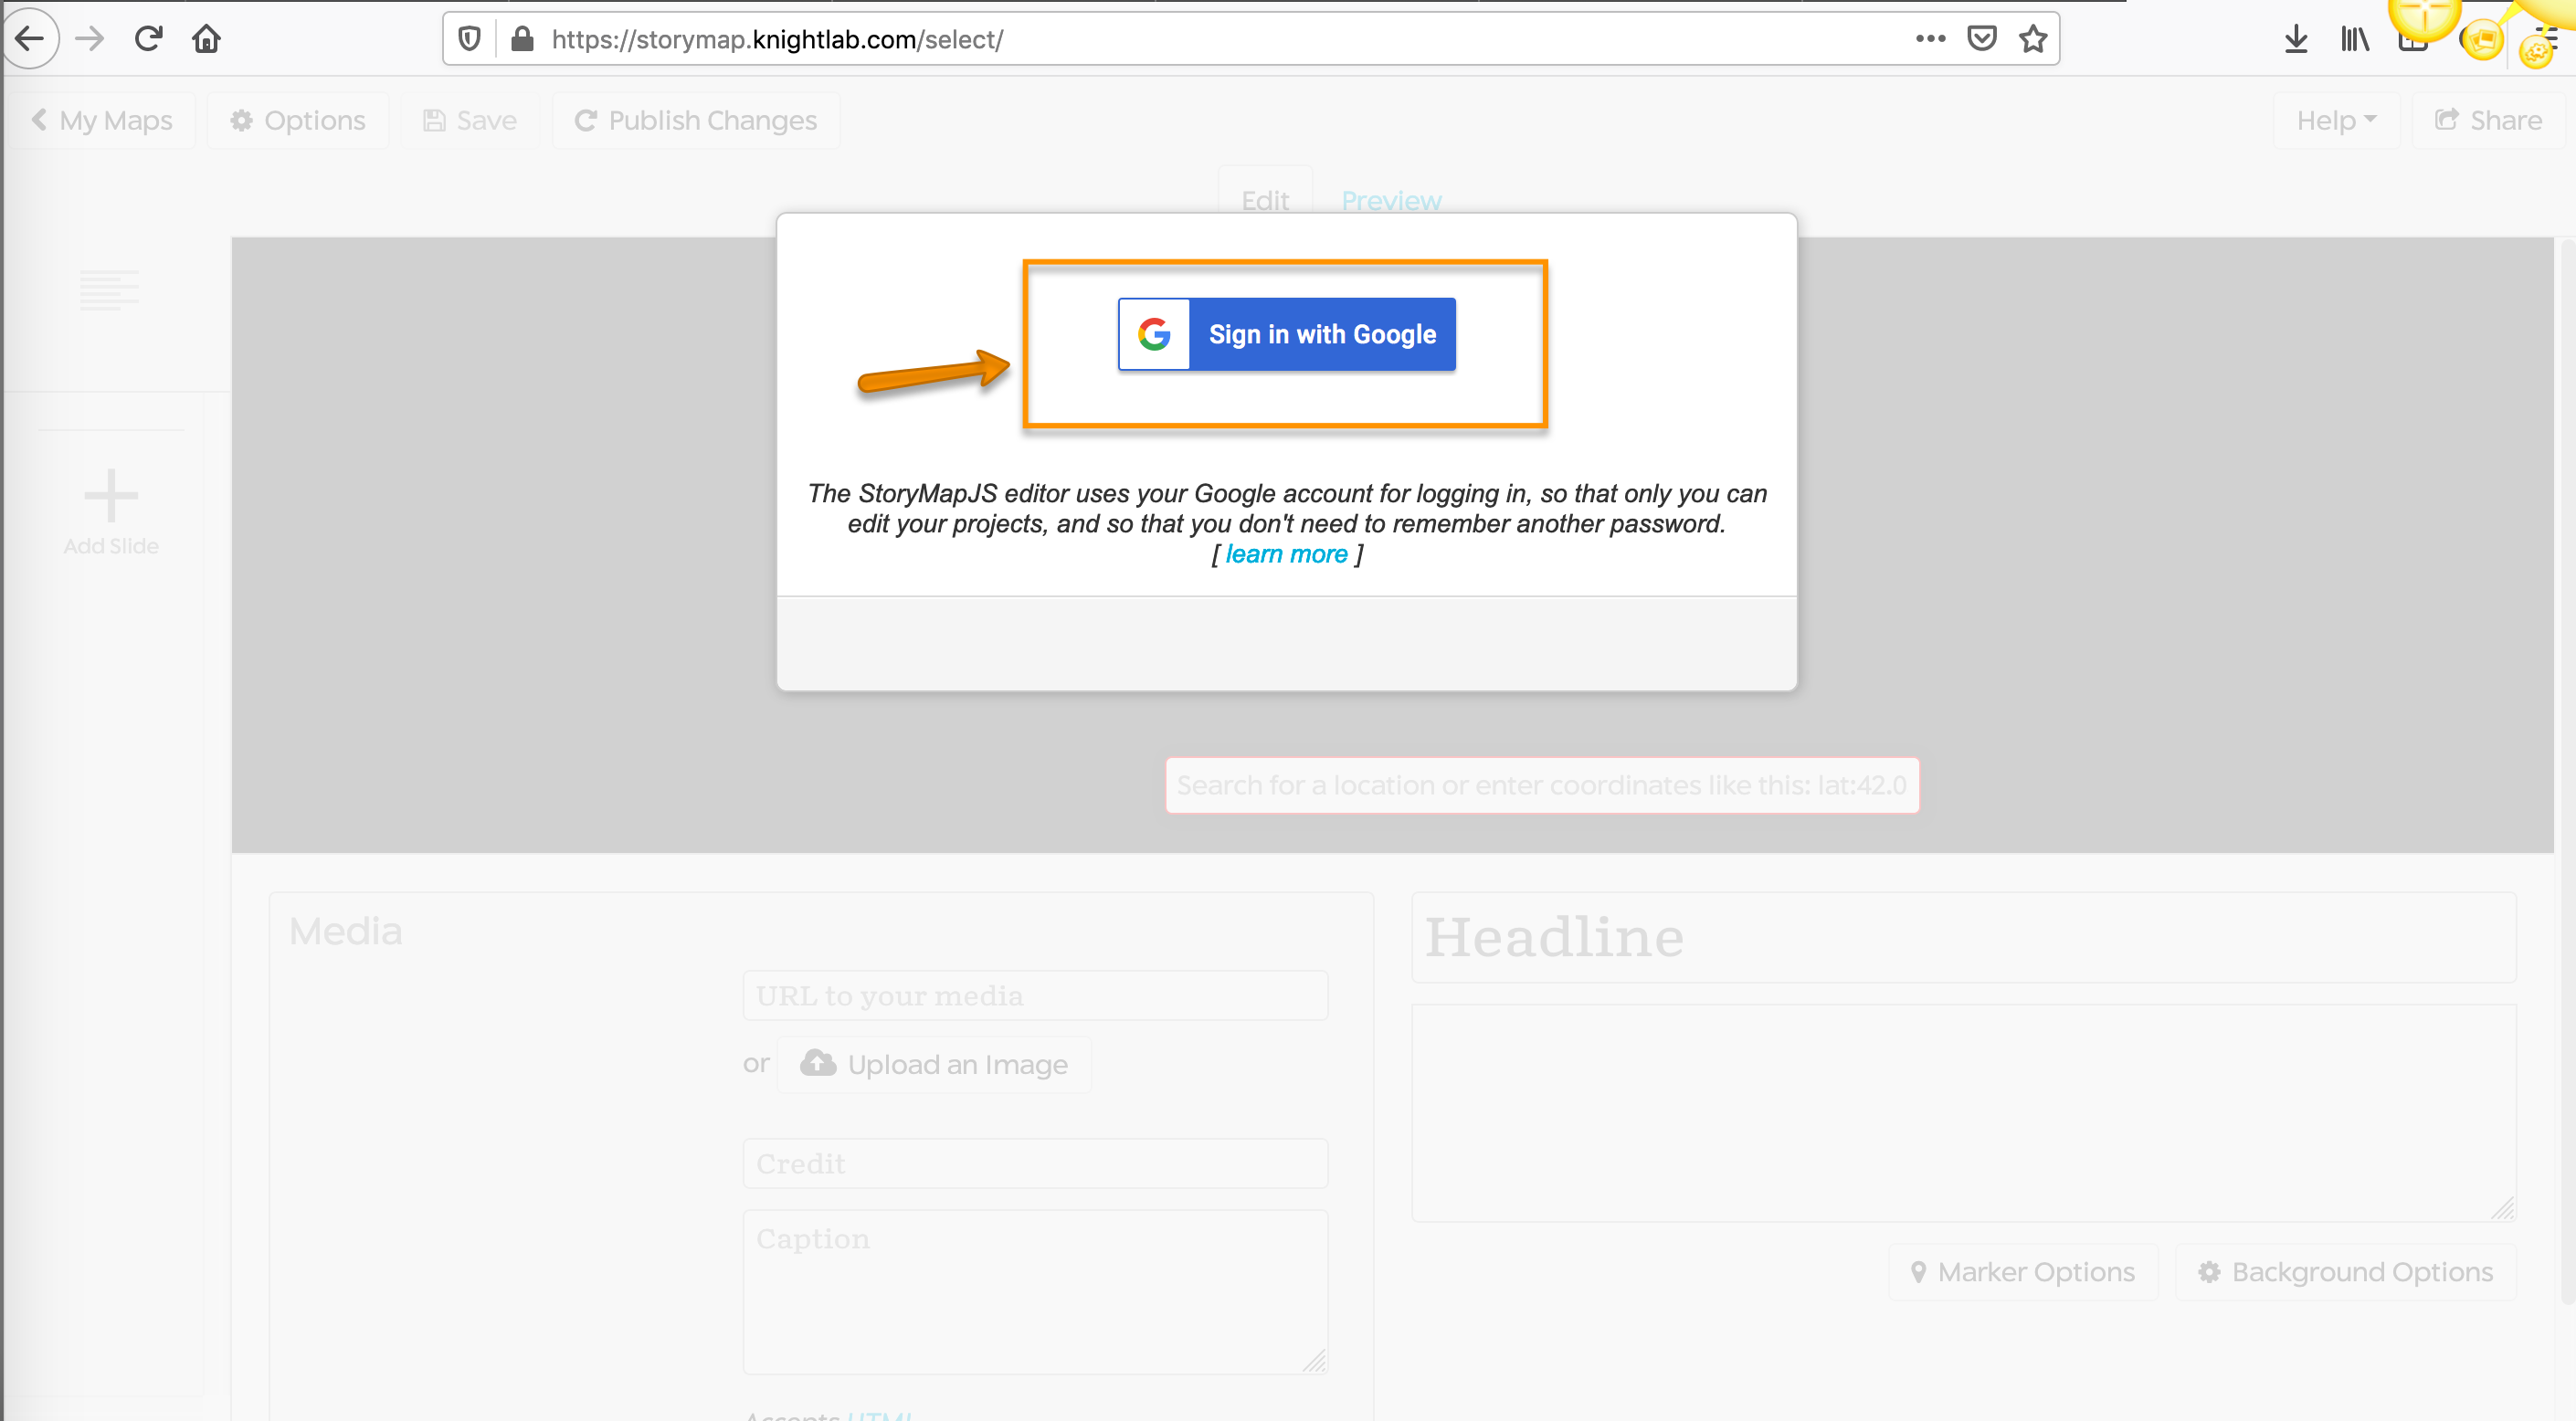 https://storymap.knightlab.com/select/
My Maps Options Save Publish Changes Help Share
Edit Preview
Sign in with Google
The StoryMapJS editor uses your Google account for logging in, so that only you can
edit your projects, and so that you don't need to remember another password.
[ learn more ]
Add Slide
Search for a location or enter coordinates like this: lat:42.0
Media
Headline
URL to your media
or Upload an Image
Credit
Caption
Marker Options Background Options
Accepts HTML